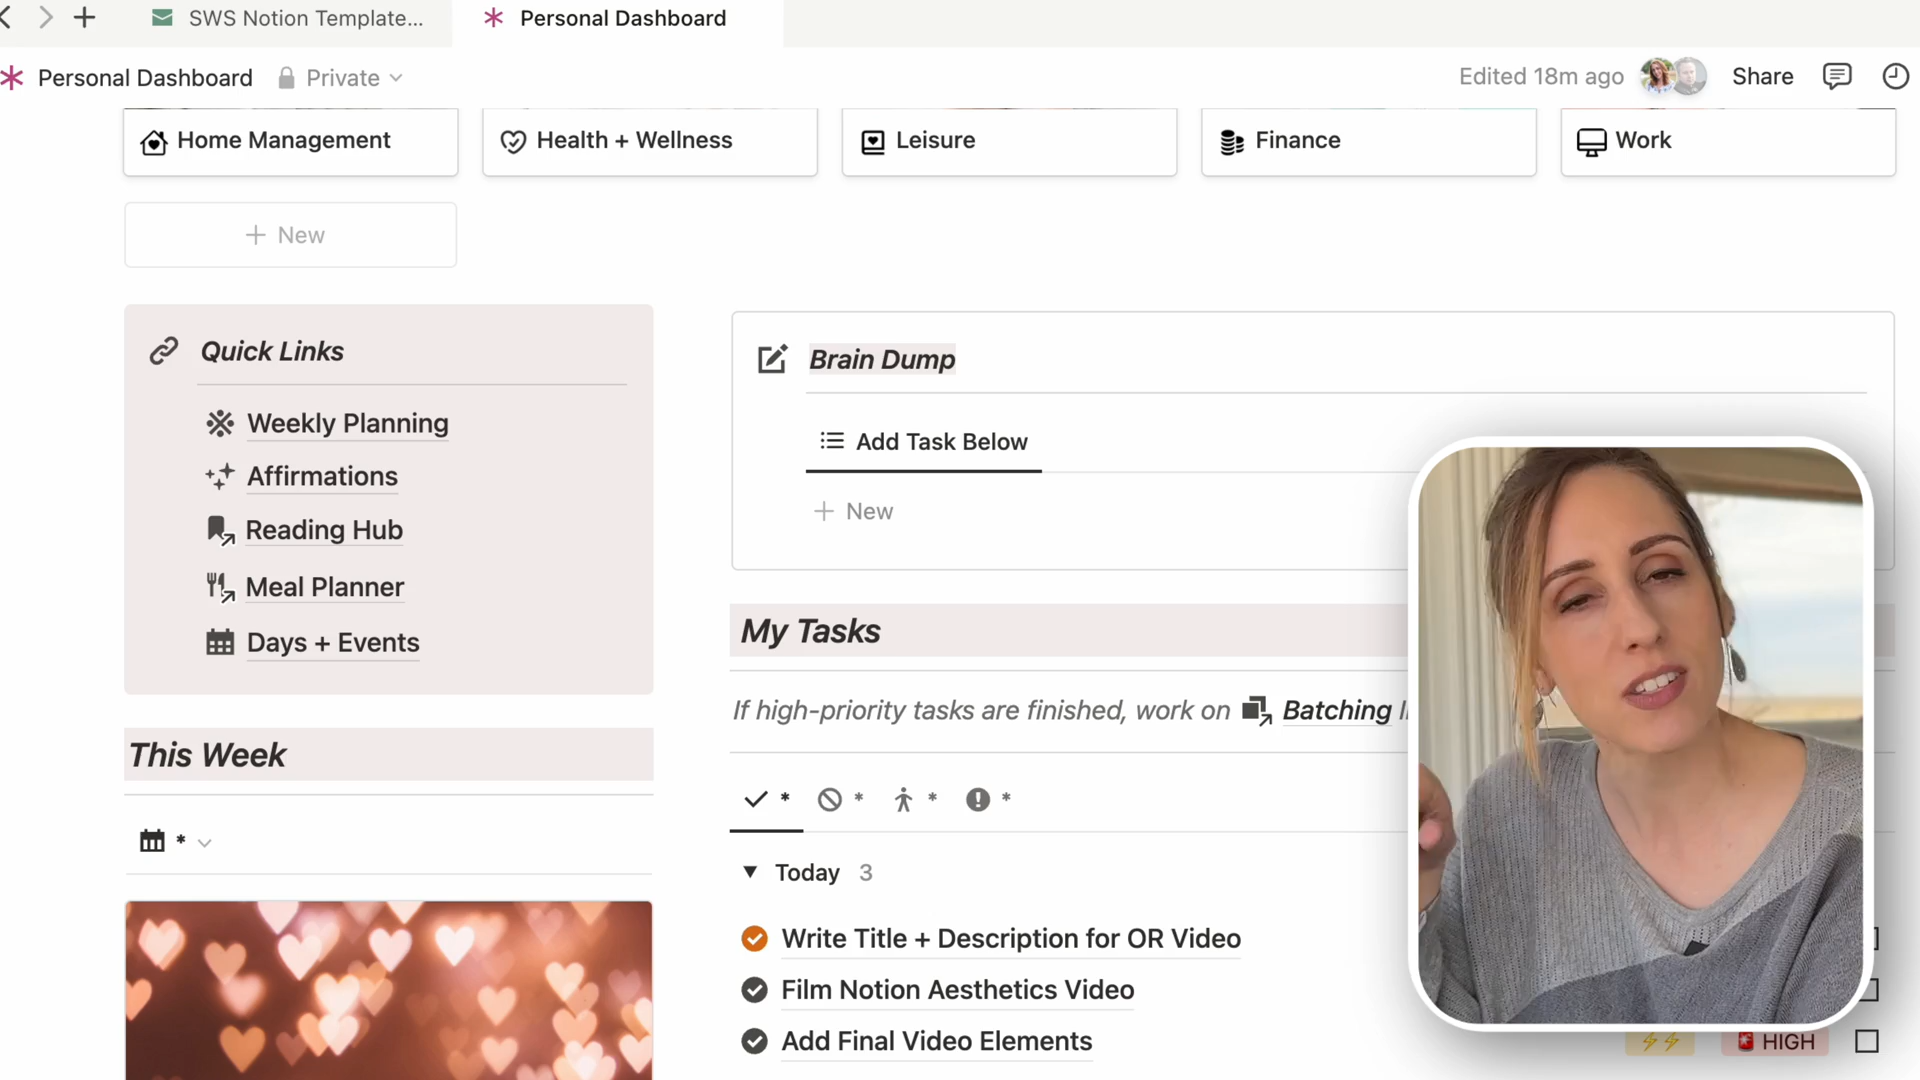 SWS Notion Template...
Personal Dashboard
Personal Dashboard
Private
Edited 18m ago
Share
Home Management
Health + Wellness
Leisure
Finance
Work
+ New
Quick Links
Weekly Planning
Affirmations
Reading Hub
Meal Planner
Days + Events
This Week
*
Brain Dump
Add Task Below
+ New
My Tasks
If high-priority tasks are finished, work on Batching
* * * *
Today 3
Write Title + Description for OR Video
Film Notion Aesthetics Video
Add Final Video Elements
⚡⚡ 🚨 HIGH